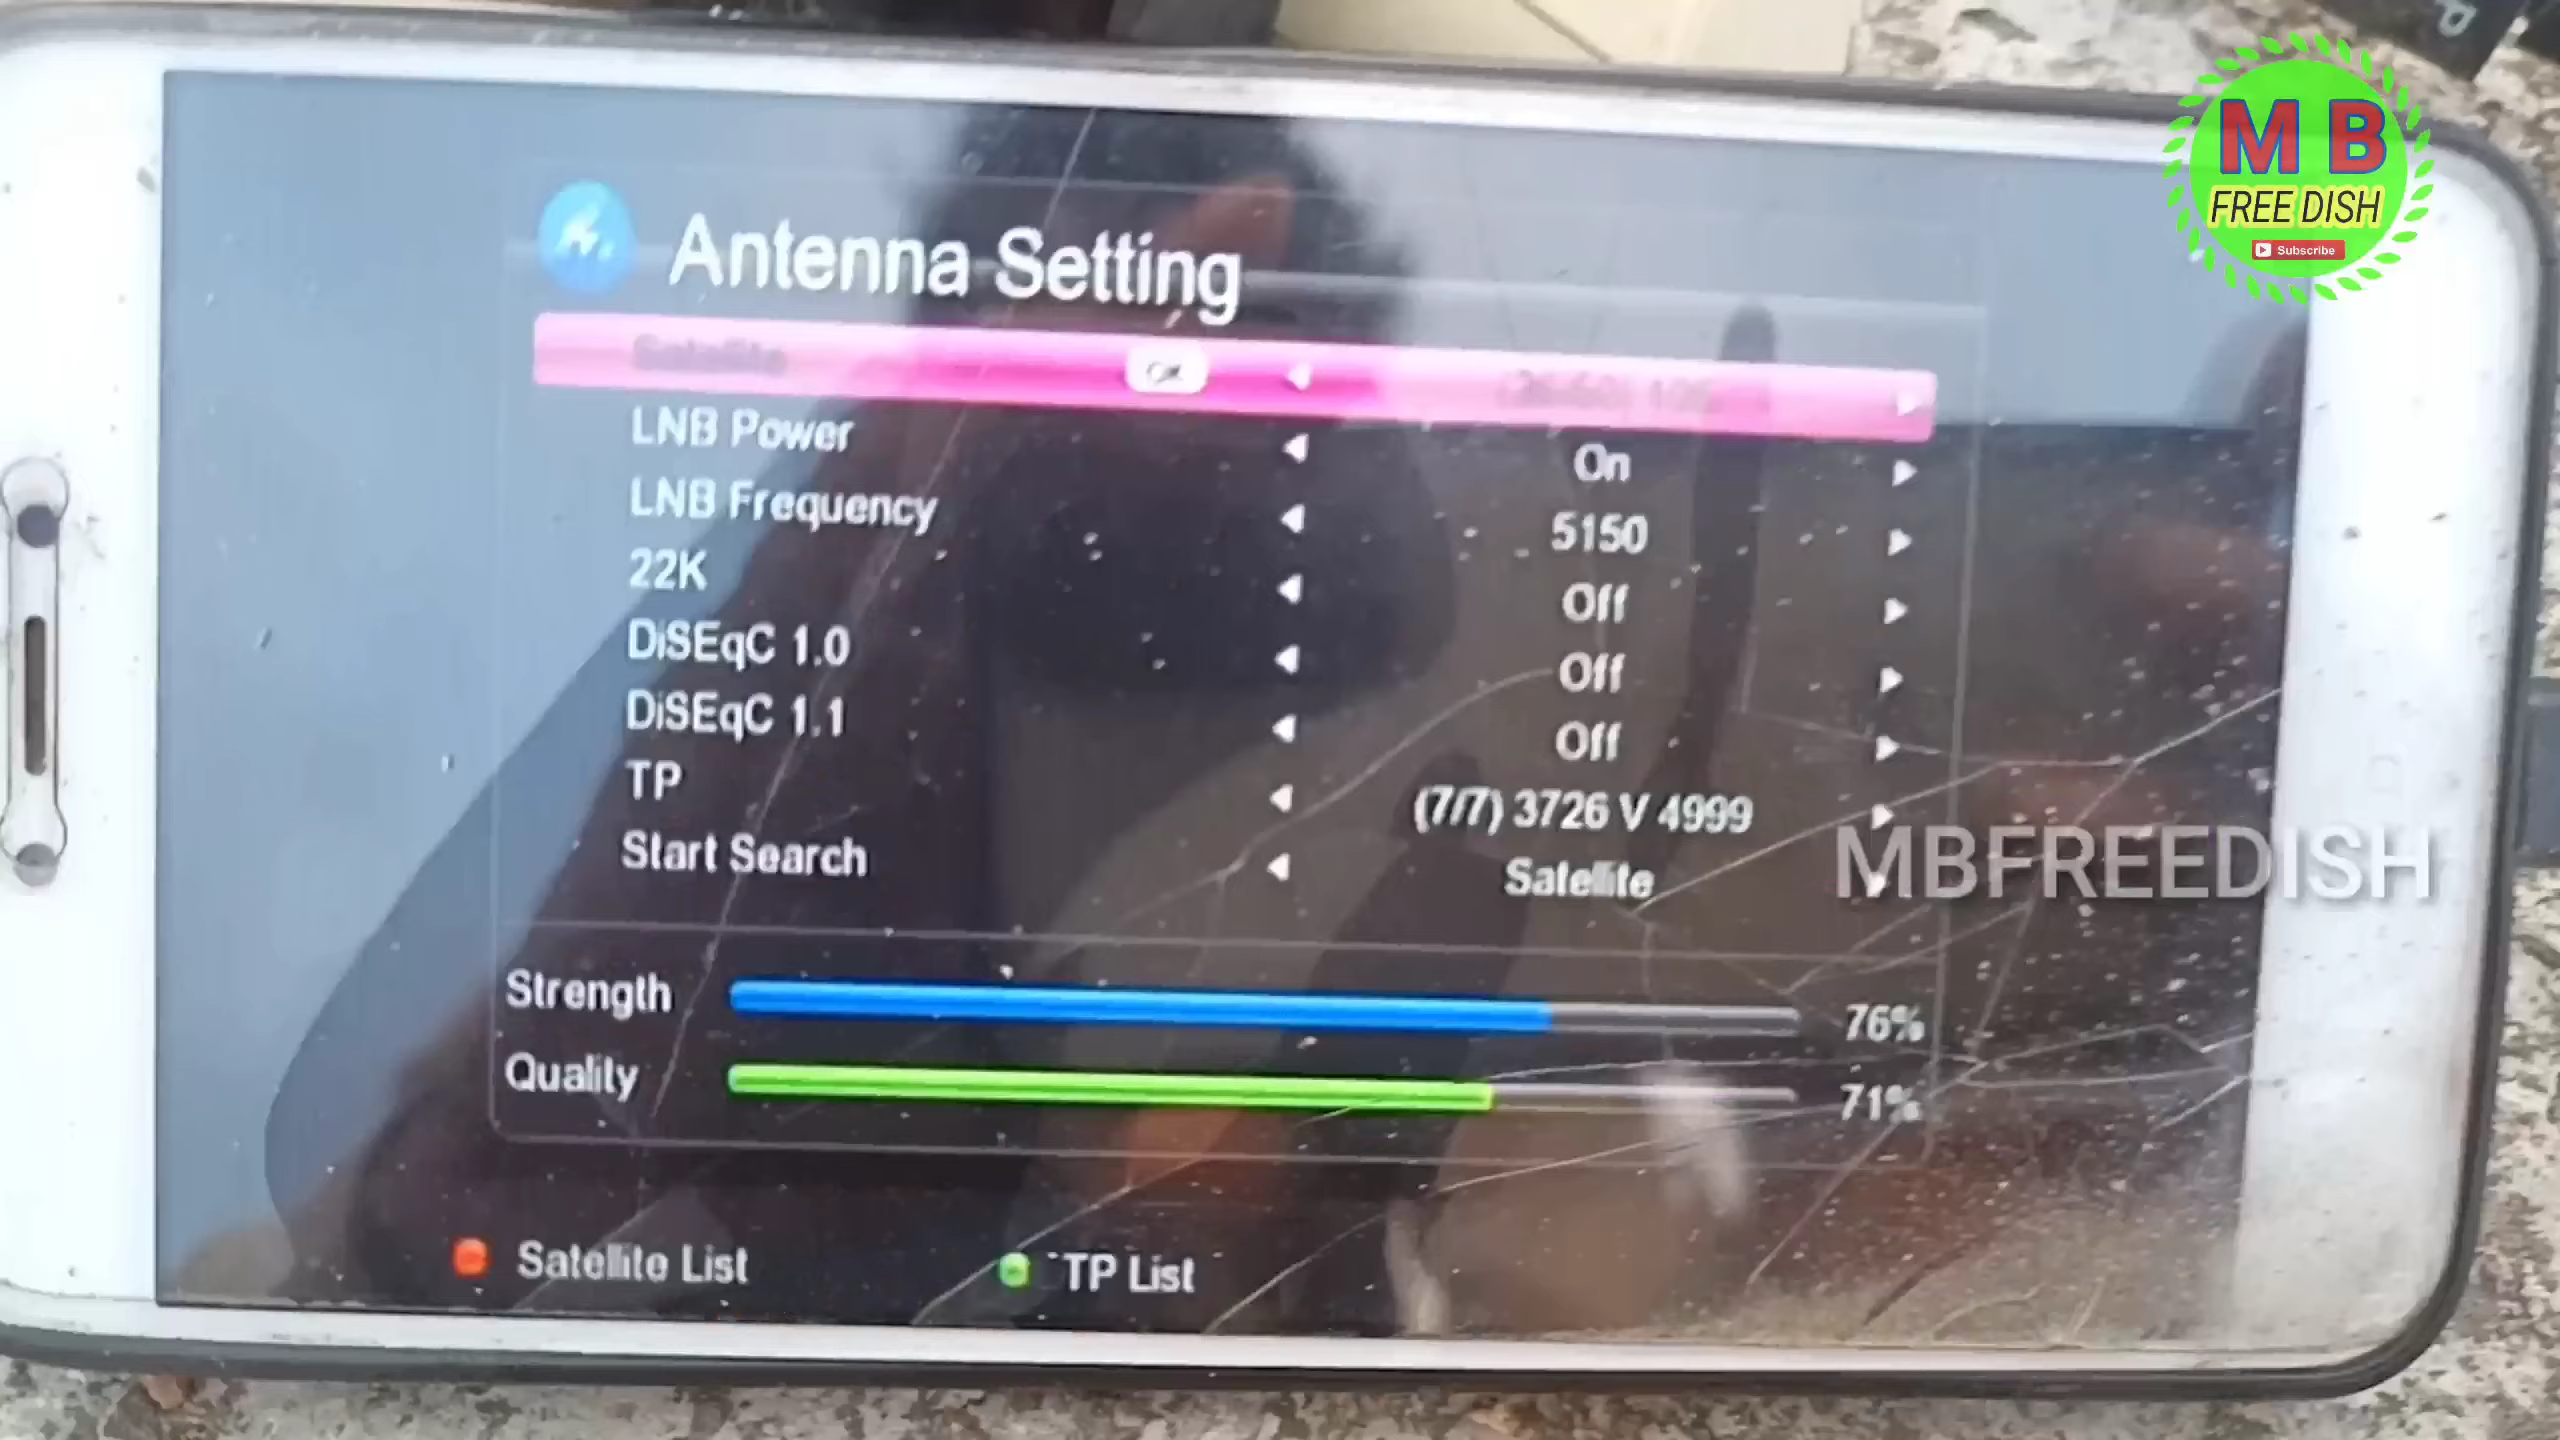 M B
FREE DISH
Subscribe
Antenna Setting
Satellite OK
LNB Power On
LNB Frequency 5150
22K Off
DiSEqC 1.0 Off
DiSEqC 1.1 Off
TP (7/7) 3726 V 4999
Start Search Satellite
MBFREEDISH
Strength 76%
Quality 71%
Satellite List TP List